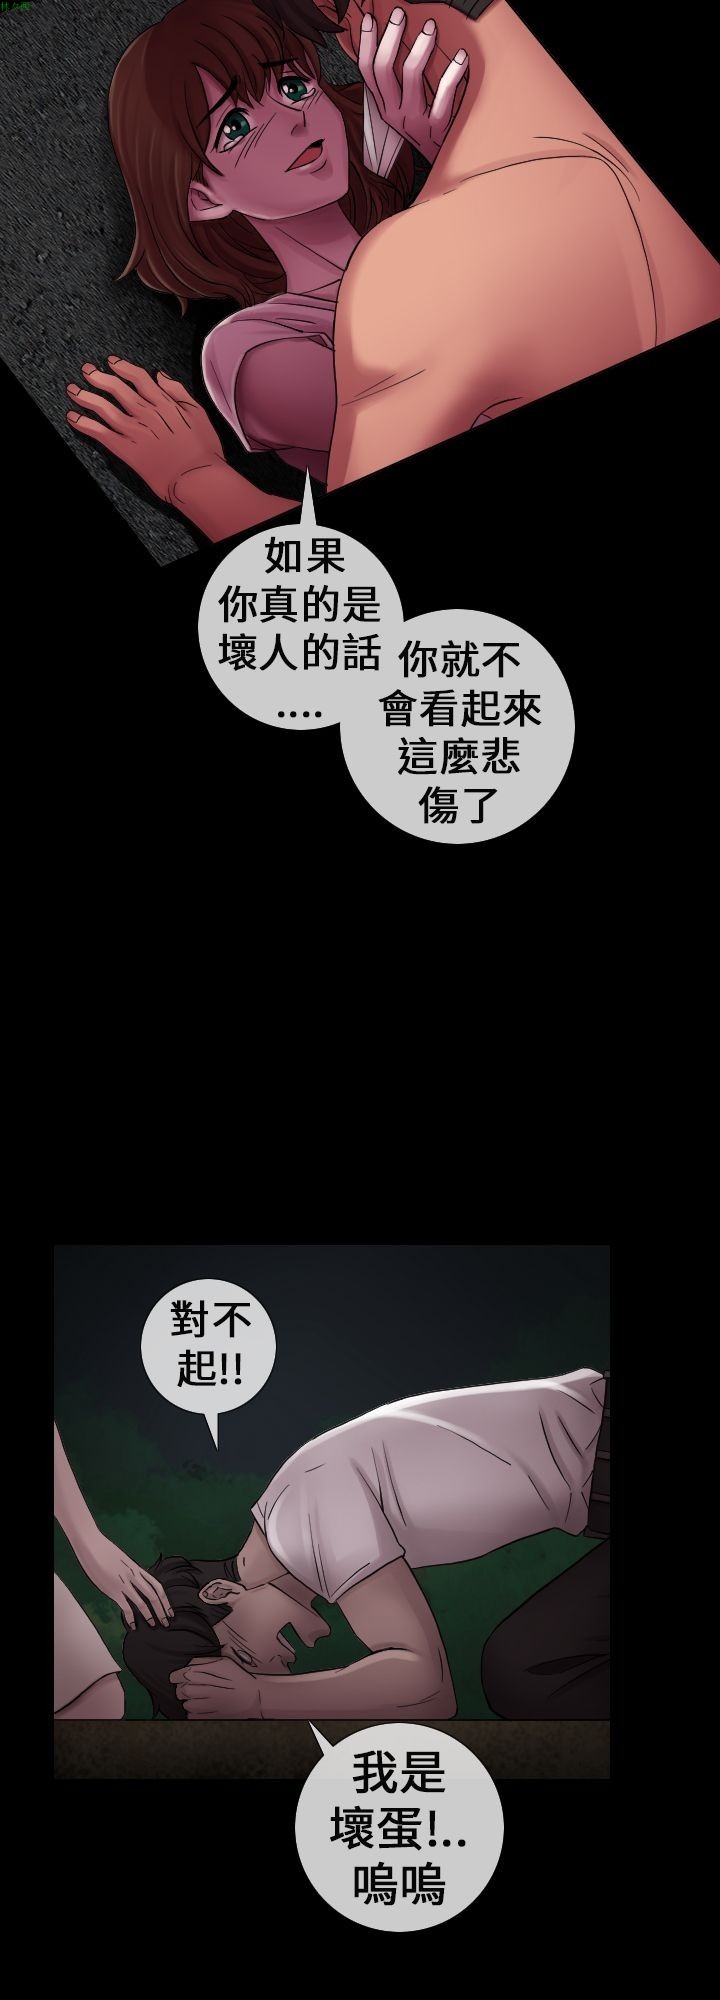 如果
你真的是
壞人的話
....
你就不
會看起來
這麼悲
傷了
對不
起!!
我是
壞蛋!..
嗚嗚